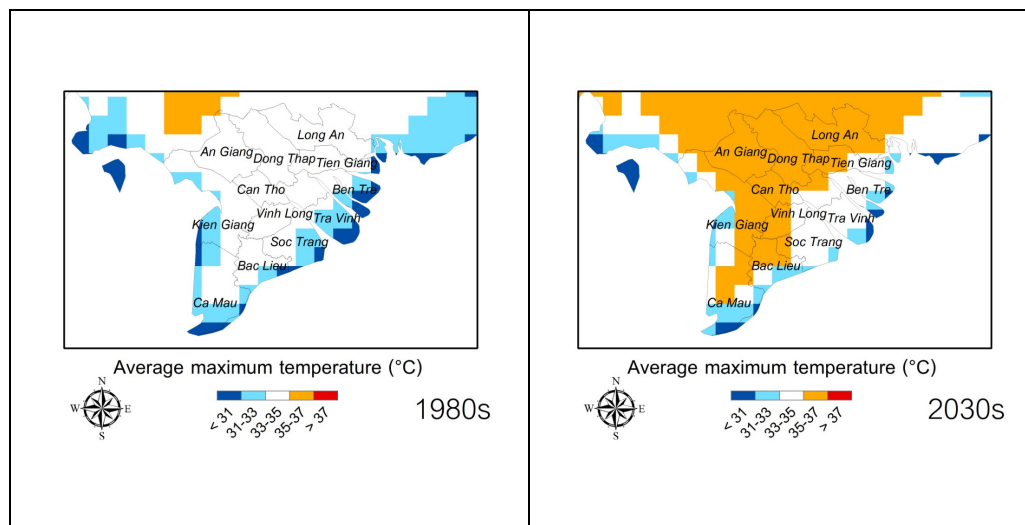 Long An
An Giang
Dong Thap
Tien Giang
Can Tho
Ben Tre
Vinh Long
Kien Giang
Tra Vinh
Soc Trang
Bac Lieu
Ca Mau
Average maximum temperature (°C)
N
W E
S
< 31
31-33
33-35
35-37
> 37
1980s
Long An
An Giang
Dong Thap
Tien Giang
Can Tho
Ben Tre
Vinh Long
Kien Giang
Tra Vinh
Soc Trang
Bac Lieu
Ca Mau
Average maximum temperature (°C)
N
W E
S
< 31
31-33
33-35
35-37
> 37
2030s